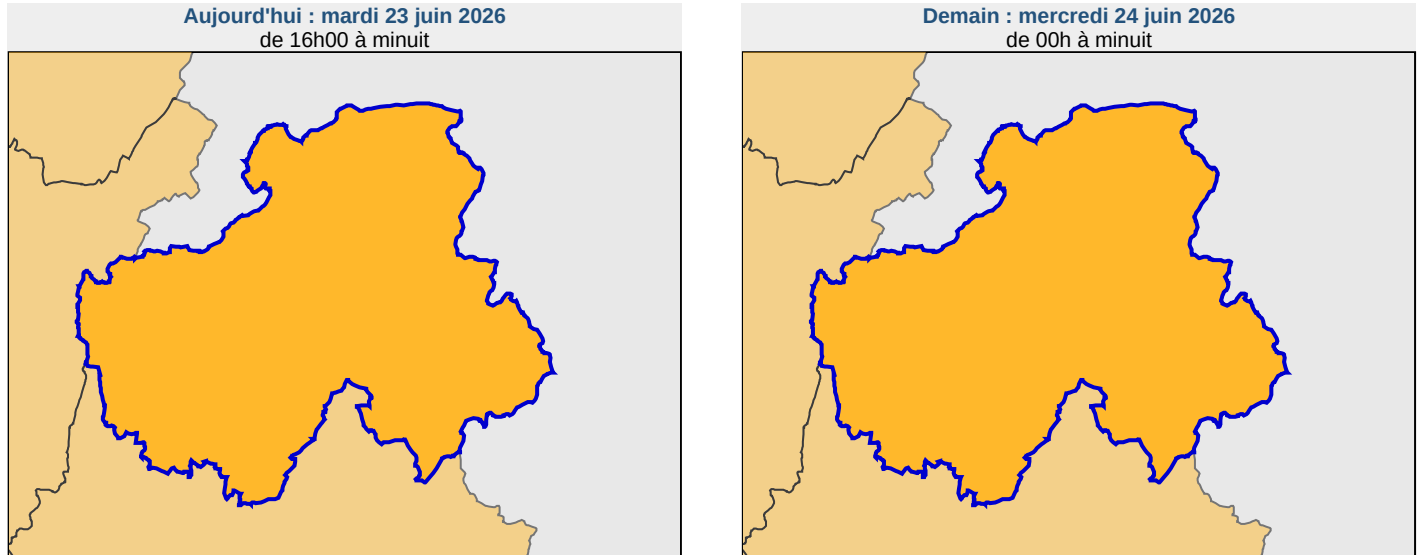 Aujourd'hui : mardi 23 juin 2026
de 16h00 à minuit
Demain : mercredi 24 juin 2026
de 00h à minuit